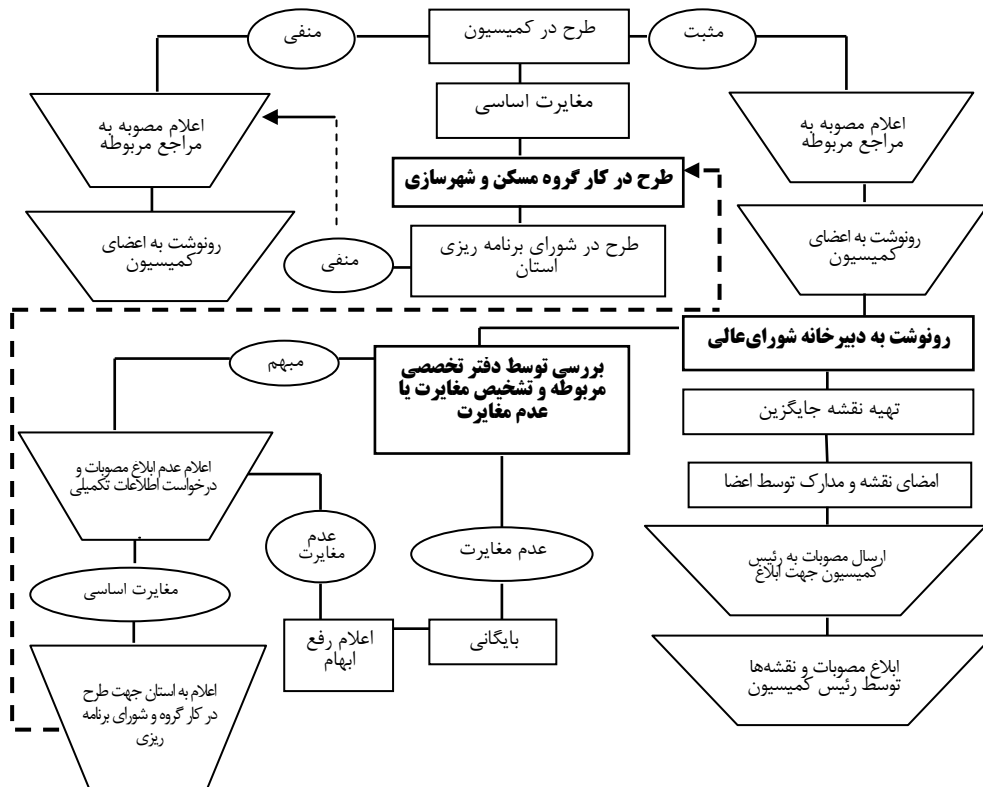 مثبت
طرح در کمیسیون
منفی
مغایرت اساسی
اعلام مصوبه به
مراجع مربوطه
اعلام مصوبه به
مراجع مربوطه
طرح در کار گروه مسکن و شهرسازی
رونوشت به اعضای
کمیسیون
طرح در شورای برنامه ریزی
استان
منفی
رونوشت به اعضای
کمیسیون
رونوشت به دبیرخانه شورای‌عالی
بررسی توسط دفتر تخصصی
مربوطه و تشخیص مغایرت یا
عدم مغایرت
مبهم
تهیه نقشه جایگزین
اعلام عدم ابلاغ مصوبات و
درخواست اطلاعات تکمیلی
امضای نقشه و مدارک توسط اعضا
عدم مغایرت
عدم
مغایرت
ارسال مصوبات به رئیس
کمیسیون جهت ابلاغ
مغایرت اساسی
بایگانی
اعلام رفع
ابهام
ابلاغ مصوبات و نقشه‌ها
توسط رئیس کمیسیون
اعلام به استان جهت طرح
در کار گروه و شورای برنامه
ریزی